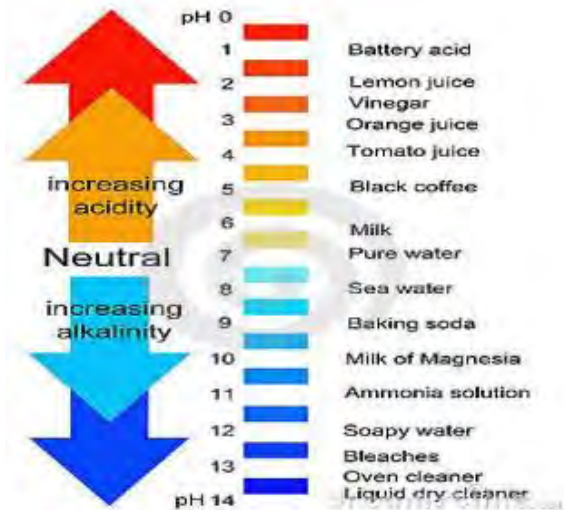 pH 0
1 Battery acid
2 Lemon juice
Vinegar
3 Orange juice
4 Tomato juice
increasing
acidity
5 Black coffee
6 Milk
Neutral
7 Pure water
increasing
alkalinity
8 Sea water
9 Baking soda
10 Milk of Magnesia
11 Ammonia solution
12 Soapy water
Bleaches
13 Oven cleaner
pH 14 Liquid dry cleaner